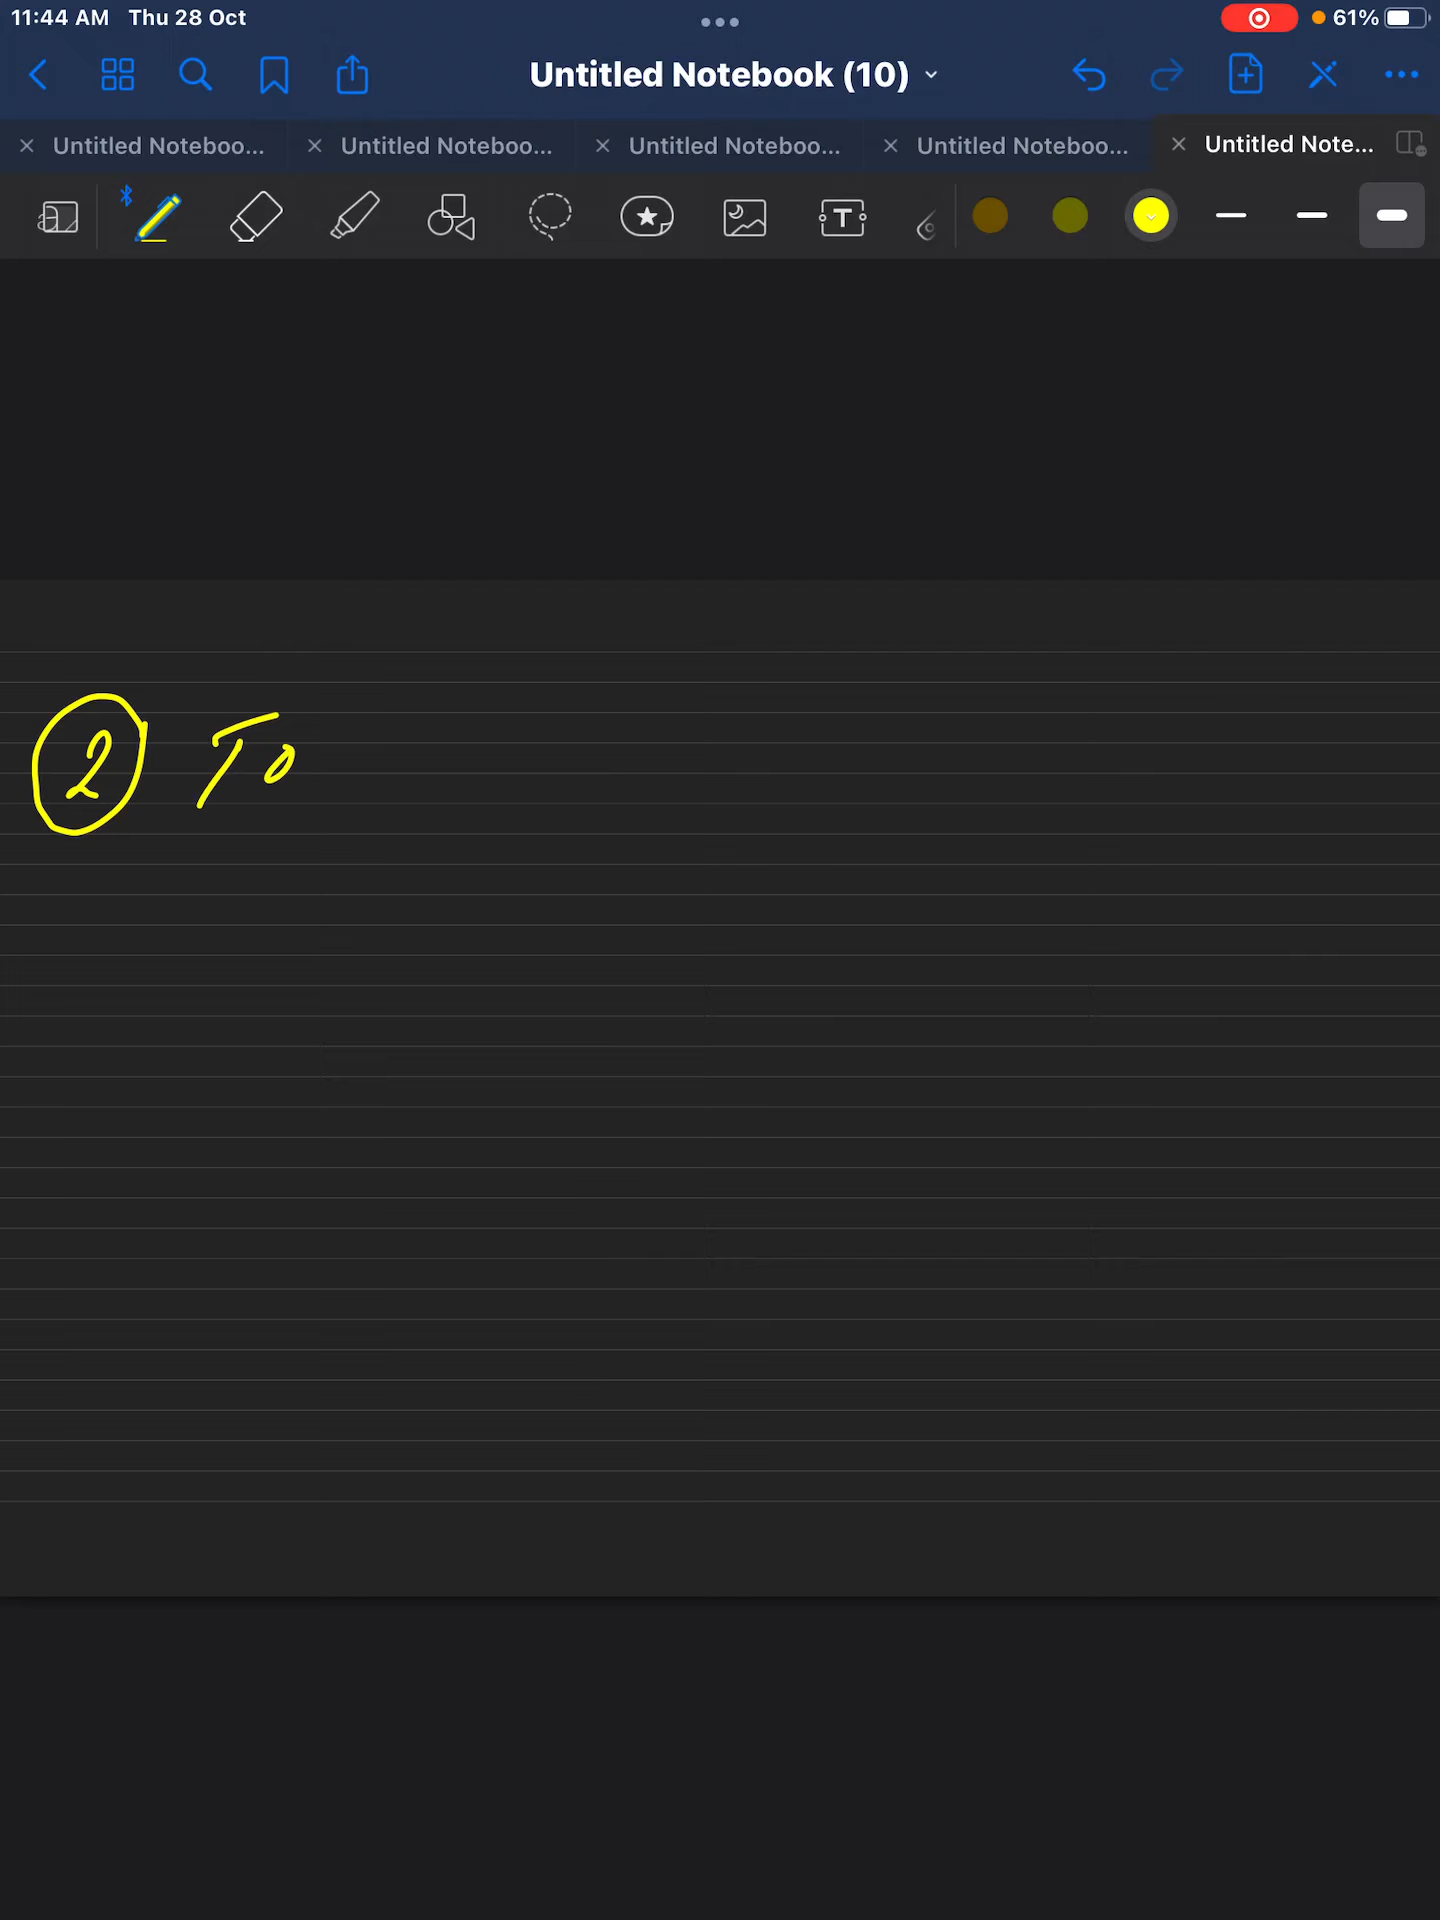 11:44 AM Thu 28 Oct 61%
Untitled Notebook (10)
Untitled Noteboo... Untitled Noteboo... Untitled Noteboo... Untitled Noteboo... Untitled Note...
T
2 To